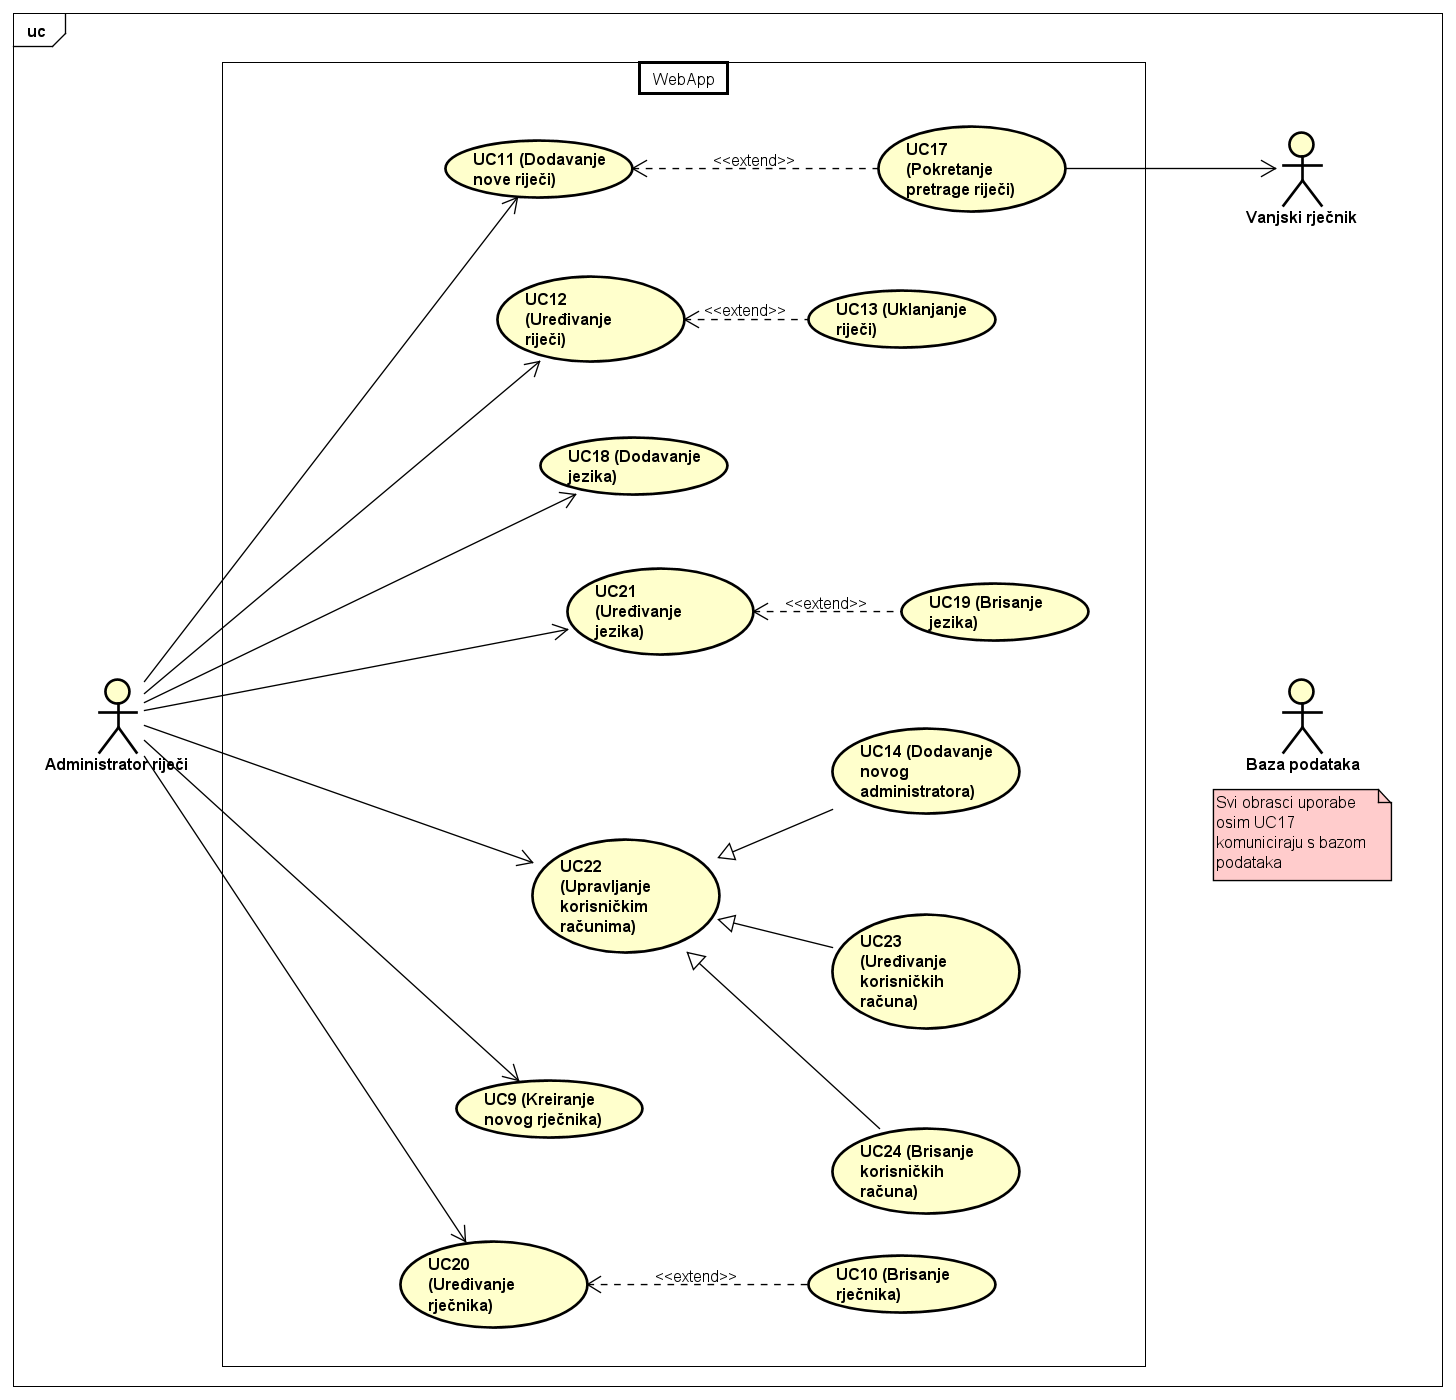 uc
WebApp
UC11 (Dodavanje
nove riječi)
<<extend>>
UC17
(Pokretanje
pretrage riječi)
Vanjski rječnik
UC12
(Uređivanje
riječi)
<<extend>>
UC13 (Uklanjanje
riječi)
UC18 (Dodavanje
jezika)
UC21
(Uređivanje
jezika)
<<extend>>
UC19 (Brisanje
jezika)
Administrator riječi
UC14 (Dodavanje
novog
administratora)
Baza podataka
Svi obrasci uporabe
osim UC17
komuniciraju s bazom
podataka
UC22
(Upravljanje
korisničkim
računima)
UC23
(Uređivanje
korisničkih
računa)
UC9 (Kreiranje
novog rječnika)
UC24 (Brisanje
korisničkih
računa)
UC20
(Uređivanje
rječnika)
<<extend>>
UC10 (Brisanje
rječnika)